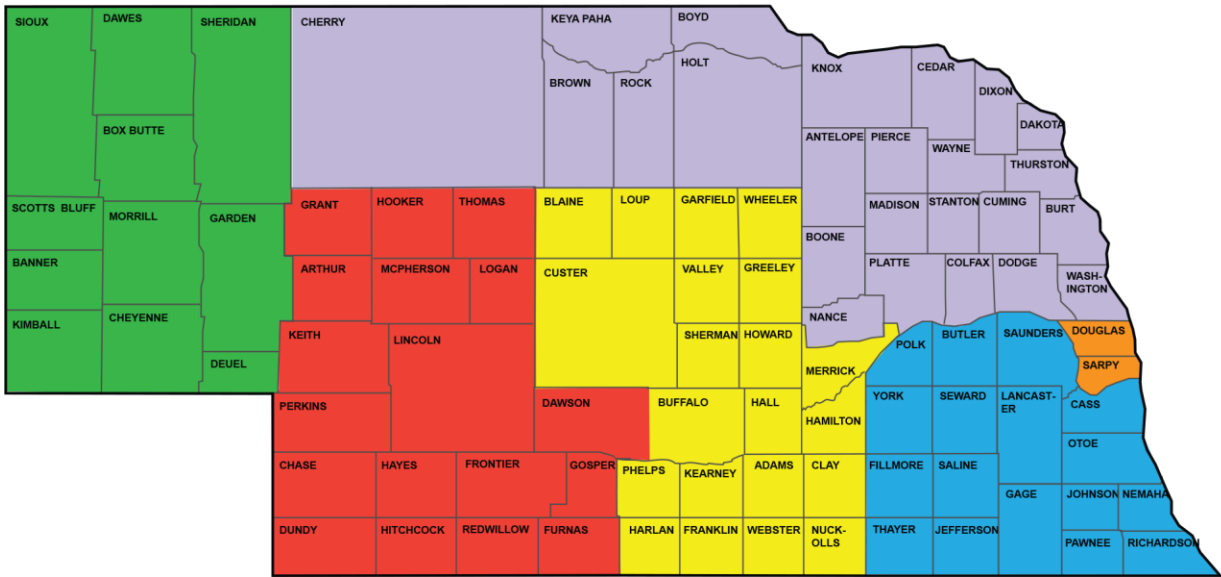 SIOUX
DAWES
SHERIDAN
CHERRY
KEYA PAHA
BOYD
HOLT
BROWN
ROCK
KNOX
CEDAR
DIXON
DAKOTA
BOX BUTTE
ANTELOPE
PIERCE
WAYNE
THURSTON
SCOTTS BLUFF
MORRILL
GARDEN
GRANT
HOOKER
THOMAS
BLAINE
LOUP
GARFIELD
WHEELER
MADISON
STANTON
CUMING
BURT
BOONE
BANNER
ARTHUR
MCPHERSON
LOGAN
CUSTER
VALLEY
GREELEY
PLATTE
COLFAX
DODGE
WASH-
INGTON
KIMBALL
CHEYENNE
NANCE
KEITH
LINCOLN
SHERMAN
HOWARD
POLK
BUTLER
SAUNDERS
DOUGLAS
DEUEL
MERRICK
SARPY
PERKINS
DAWSON
BUFFALO
HALL
HAMILTON
YORK
SEWARD
LANCAST-
ER
CASS
OTOE
CHASE
HAYES
FRONTIER
GOSPER
PHELPS
KEARNEY
ADAMS
CLAY
FILLMORE
SALINE
GAGE
JOHNSON
NEMAHA
DUNDY
HITCHCOCK
REDWILLOW
FURNAS
HARLAN
FRANKLIN
WEBSTER
NUCK-
OLLS
THAYER
JEFFERSON
PAWNEE
RICHARDSON